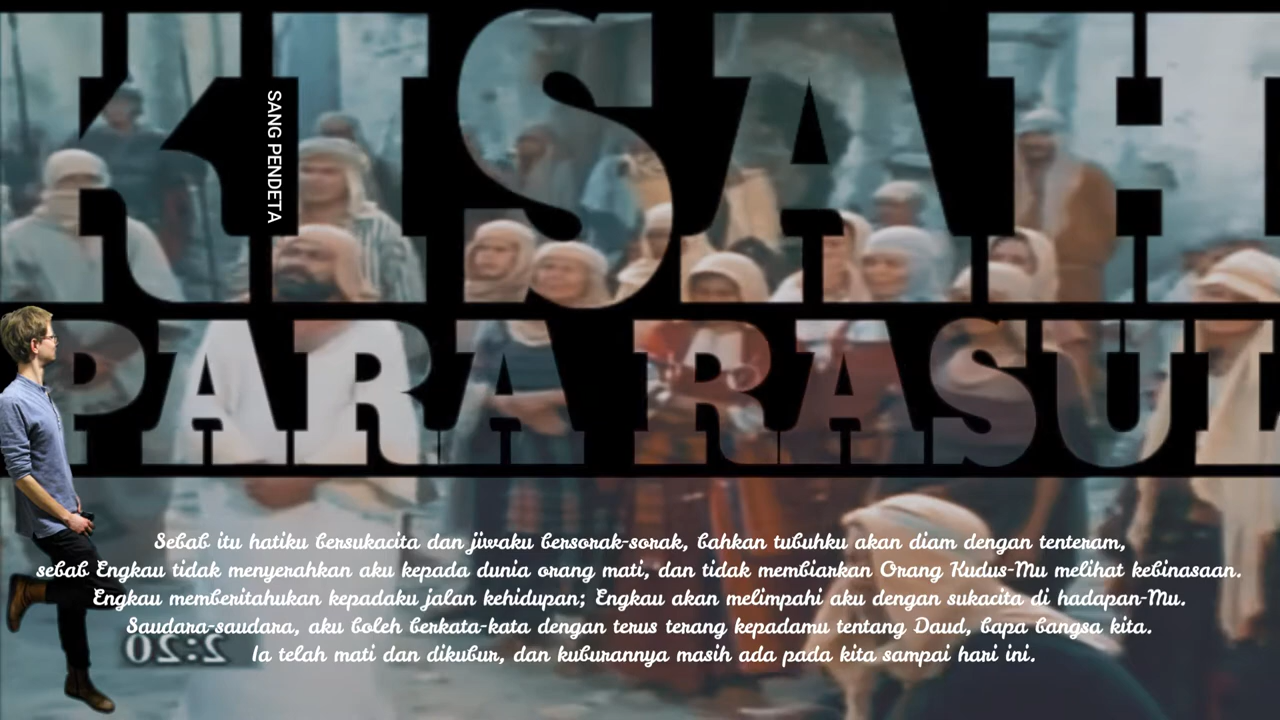 KISAH
SANG PENDETA
PARA RASUL
Sebab itu hatiku bersukacita dan jiwaku bersorak-sorak, bahkan tubuhku akan diam dengan tenteram,
sebab Engkau tidak menyerahkan aku kepada dunia orang mati, dan tidak membiarkan Orang Kudus-Mu melihat kebinasaan.
Engkau memberitahukan kepadaku jalan kehidupan; Engkau akan melimpahi aku dengan sukacita di hadapan-Mu.
Saudara-saudara, aku boleh berkata-kata dengan terus terang kepadamu tentang Daud, bapa bangsa kita.
2:20
Ia telah mati dan dikubur, dan kuburannya masih ada pada kita sampai hari ini.